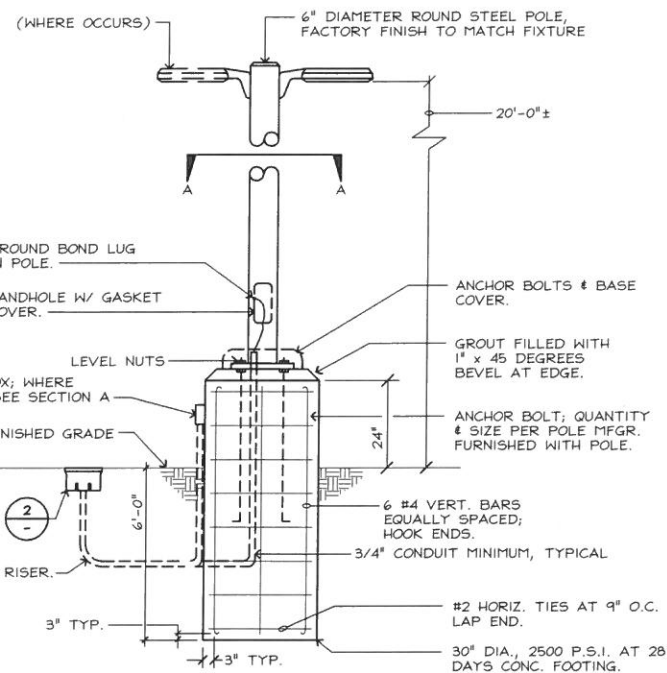 (WHERE OCCURS)
6" DIAMETER ROUND STEEL POLE,
FACTORY FINISH TO MATCH FIXTURE
20'-0"±
A
A
ROUND BOND LUG
N POLE.
ANDHOLE W/ GASKET
OVER.
ANCHOR BOLTS & BASE
COVER.
LEVEL NUTS
GROUT FILLED WITH
1" x 45 DEGREES
BEVEL AT EDGE.
OX; WHERE
SEE SECTION A
24"
ANCHOR BOLT; QUANTITY
& SIZE PER POLE MFGR.
FURNISHED WITH POLE.
NISHED GRADE
2
-
6'-0"
6 #4 VERT. BARS
EQUALLY SPACED;
HOOK ENDS.
3/4" CONDUIT MINIMUM, TYPICAL
RISER.
#2 HORIZ. TIES AT 9" O.C.
LAP END.
3" TYP.
3" TYP.
30" DIA., 2500 P.S.I. AT 28
DAYS CONC. FOOTING.